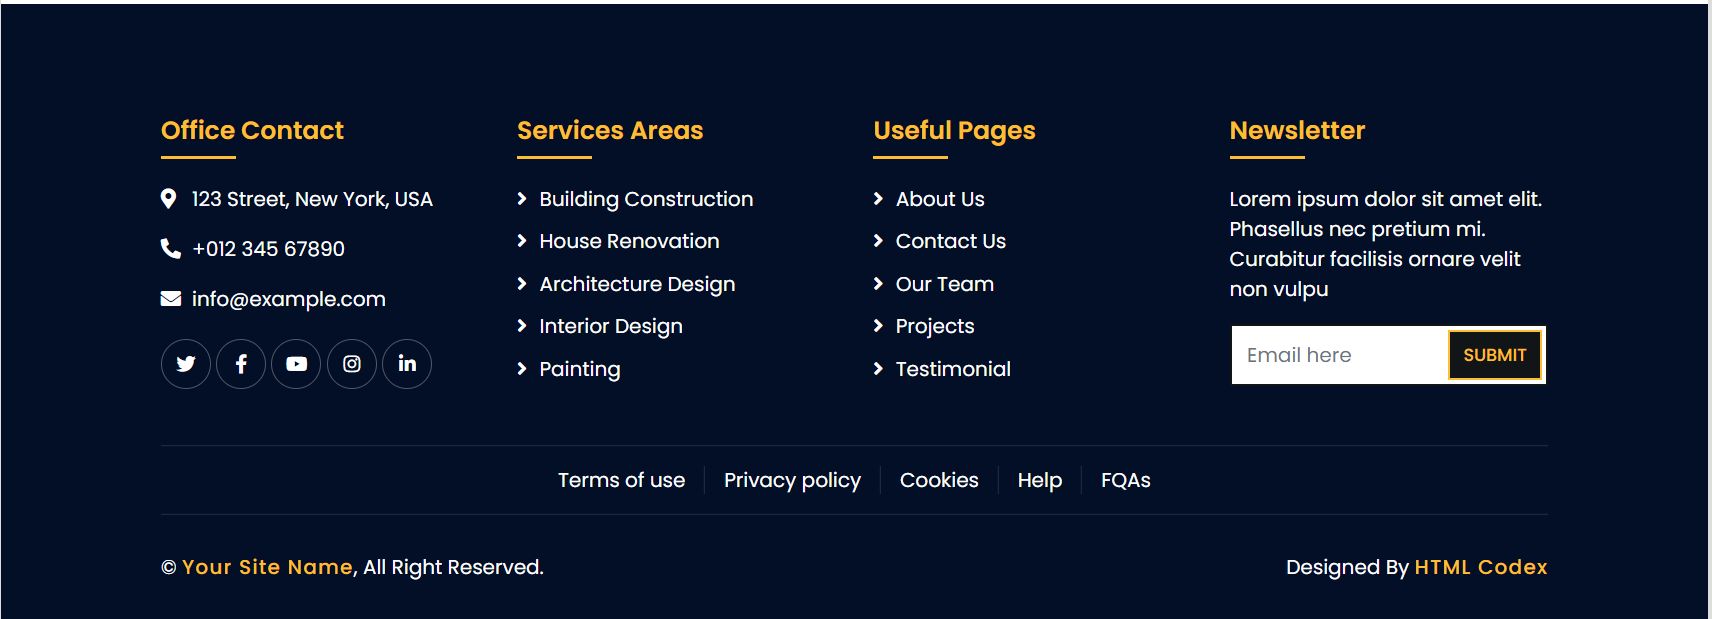 Office Contact
123 Street, New York, USA
+012 345 67890
info@example.com
Services Areas
Building Construction
House Renovation
Architecture Design
Interior Design
Painting
Useful Pages
About Us
Contact Us
Our Team
Projects
Testimonial
Newsletter
Lorem ipsum dolor sit amet elit.
Phasellus nec pretium mi.
Curabitur facilisis ornare velit
non vulpu
Email here
SUBMIT
Terms of use
Privacy policy
Cookies
Help
FQAs
© Your Site Name, All Right Reserved.
Designed By HTML Codex